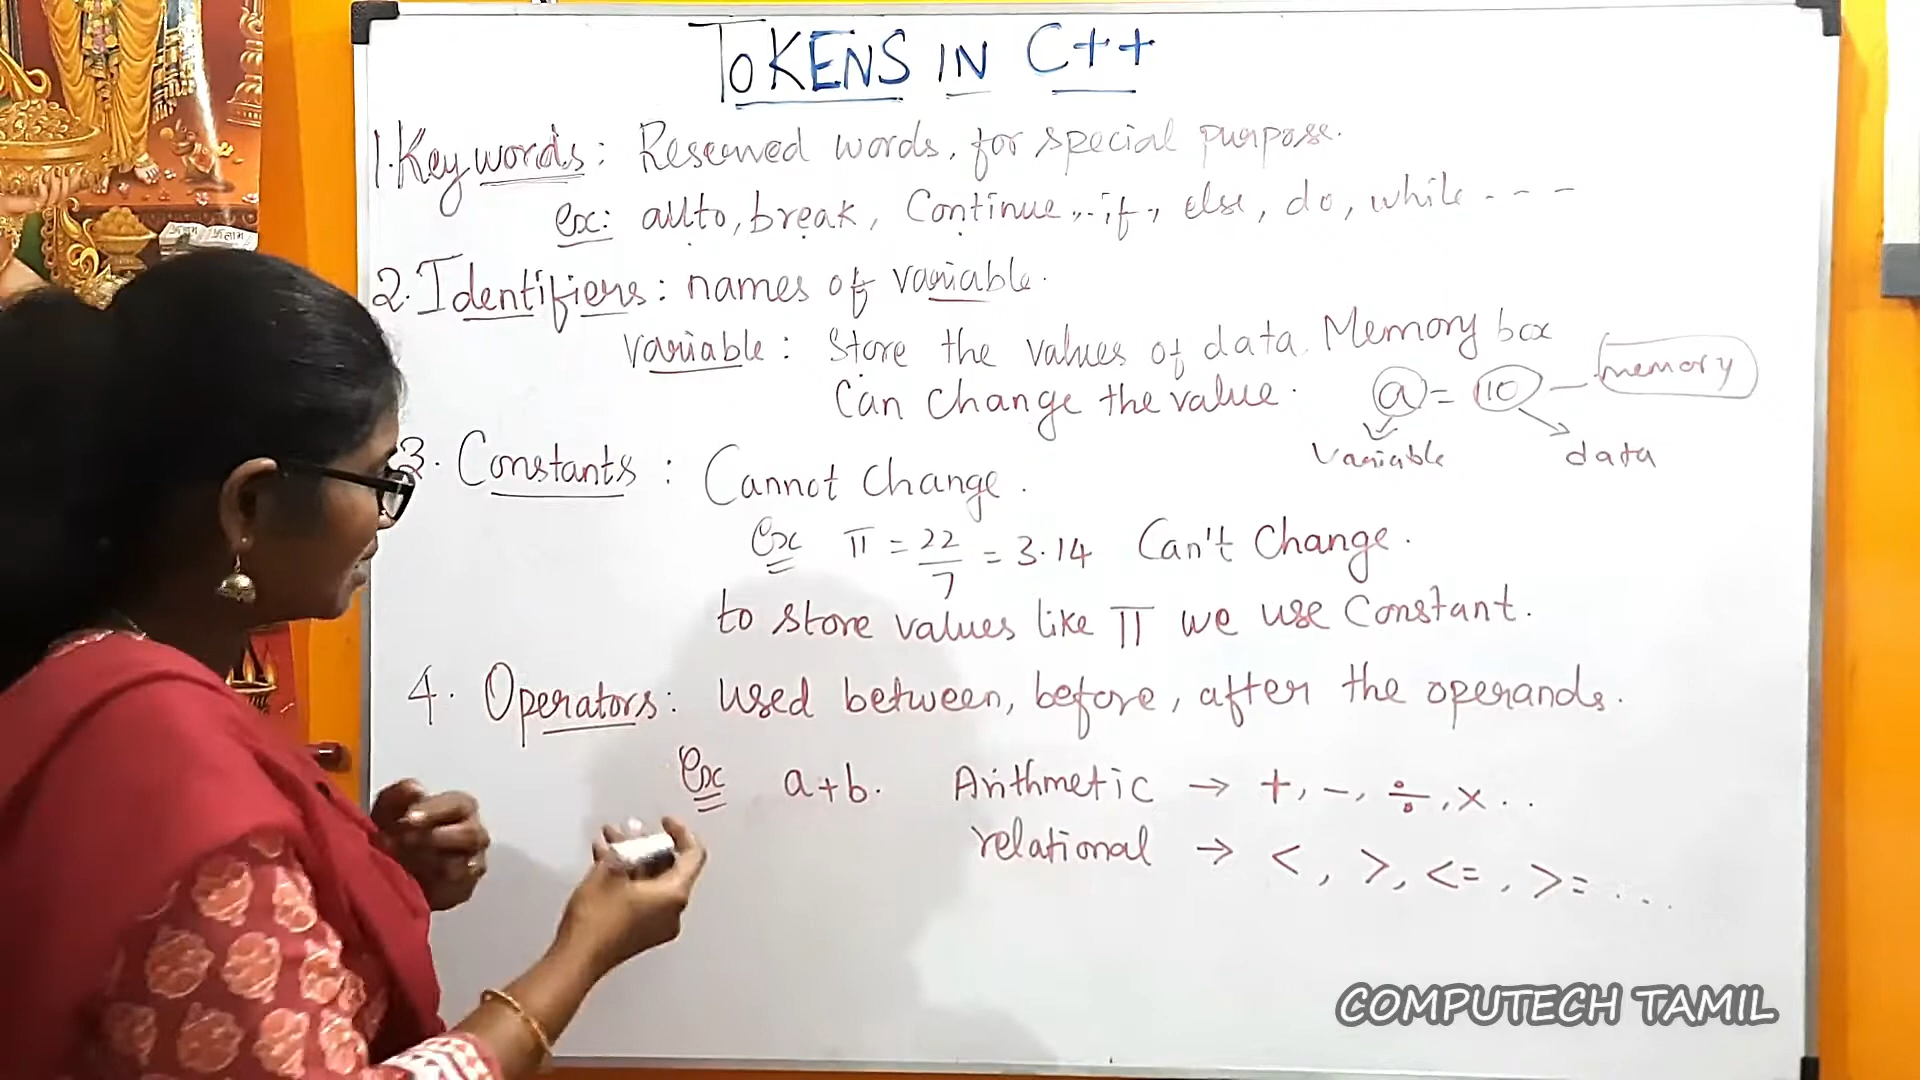 TOKENS IN C++
1. Keywords: Reserved words, for special purpose.
ex: auto, break, Continue, if, else, do, while - - -
2. Identifiers: names of variable.
variable: Store the values of data. Memory box
Can change the value.
a = 10 — memory
variable data
3. Constants: Cannot change.
Ex π = 22/7 = 3.14 Can't change.
to store values like π we use Constant.
4. Operators: used between, before, after the operands.
Ex a+b. Arithmetic → +, -, ÷, × . .
relational → <, >, <=, >= . . .
COMPUTECH TAMIL